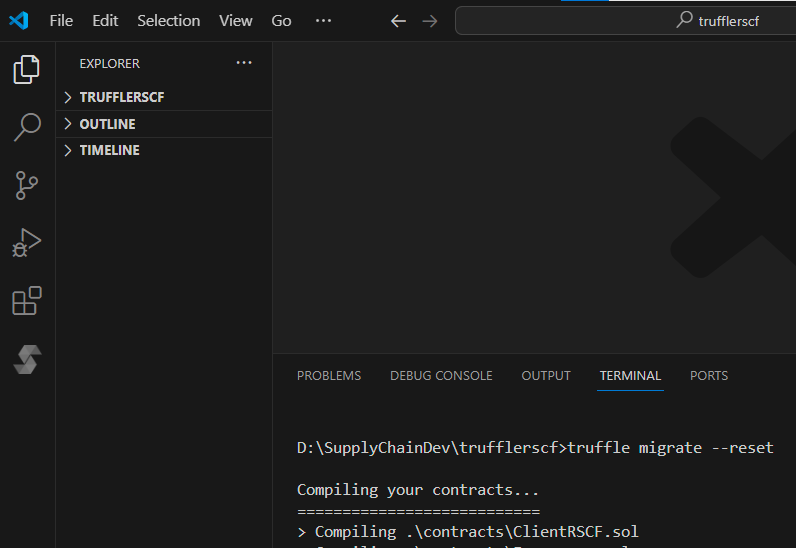 File Edit Selection View Go ···
trufflerscf
EXPLORER ···
TRUFFLERSCF
OUTLINE
TIMELINE
PROBLEMS DEBUG CONSOLE OUTPUT TERMINAL PORTS
D:\SupplyChainDev\trufflerscf>truffle migrate --reset
Compiling your contracts...
===========================
> Compiling .\contracts\ClientRSCF.sol